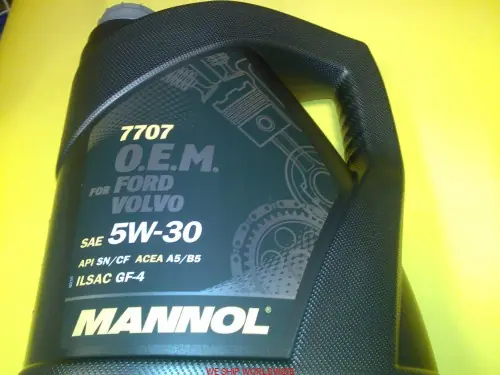 7707
O.E.M.
FOR FORD
VOLVO
SAE 5W-30
API SN/CF ACEA A5/B5
ILSAC GF-4
MANNOL